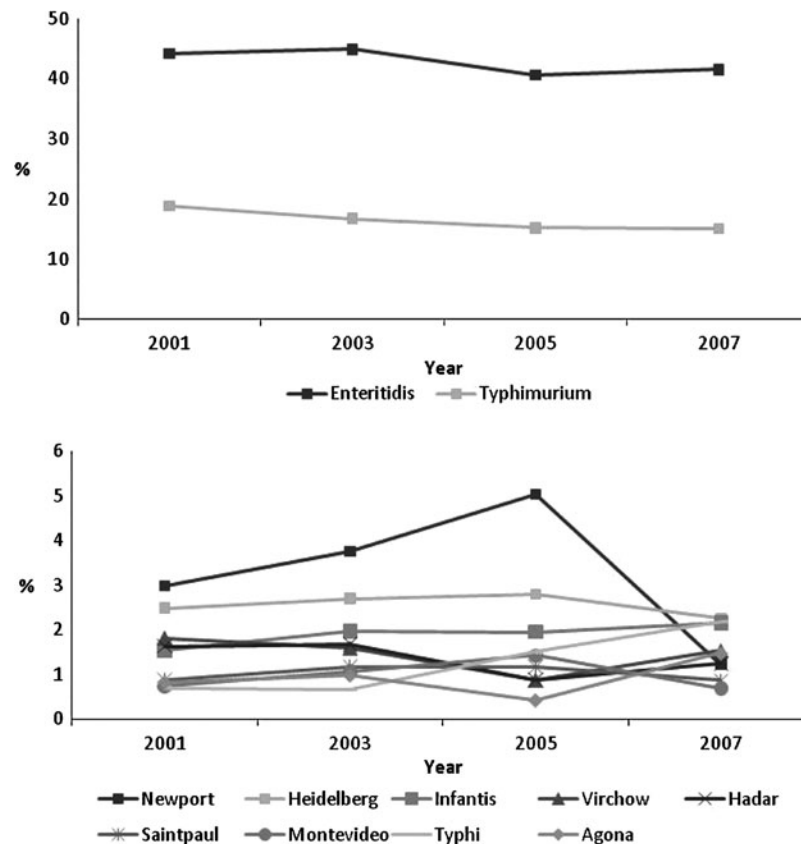 50
40
30
%
20
10
0
2001 2003 2005 2007
Year
Enteritidis Typhimurium
6
5
4
%
3
2
1
0
2001 2003 2005 2007
Year
Newport Heidelberg Infantis Virchow Hadar
Saintpaul Montevideo Typhi Agona